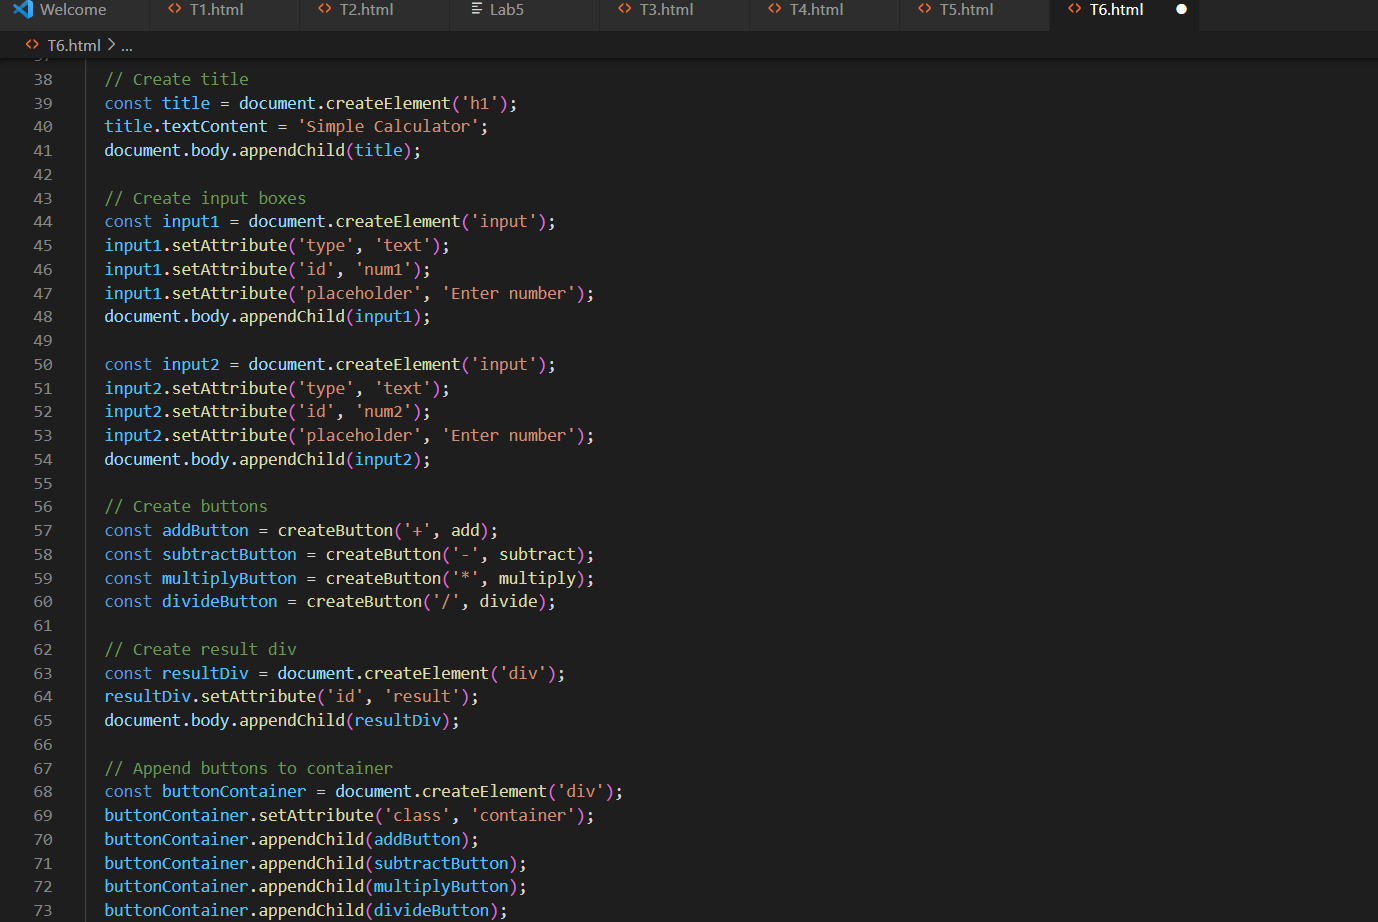 Welcome T1.html T2.html Lab5 T3.html T4.html T5.html T6.html
T6.html > ...
37
38 // Create title
39 const title = document.createElement('h1');
40 title.textContent = 'Simple Calculator';
41 document.body.appendChild(title);
42
43 // Create input boxes
44 const input1 = document.createElement('input');
45 input1.setAttribute('type', 'text');
46 input1.setAttribute('id', 'num1');
47 input1.setAttribute('placeholder', 'Enter number');
48 document.body.appendChild(input1);
49
50 const input2 = document.createElement('input');
51 input2.setAttribute('type', 'text');
52 input2.setAttribute('id', 'num2');
53 input2.setAttribute('placeholder', 'Enter number');
54 document.body.appendChild(input2);
55
56 // Create buttons
57 const addButton = createButton('+', add);
58 const subtractButton = createButton('-', subtract);
59 const multiplyButton = createButton('*', multiply);
60 const divideButton = createButton('/', divide);
61
62 // Create result div
63 const resultDiv = document.createElement('div');
64 resultDiv.setAttribute('id', 'result');
65 document.body.appendChild(resultDiv);
66
67 // Append buttons to container
68 const buttonContainer = document.createElement('div');
69 buttonContainer.setAttribute('class', 'container');
70 buttonContainer.appendChild(addButton);
71 buttonContainer.appendChild(subtractButton);
72 buttonContainer.appendChild(multiplyButton);
73 buttonContainer.appendChild(divideButton);